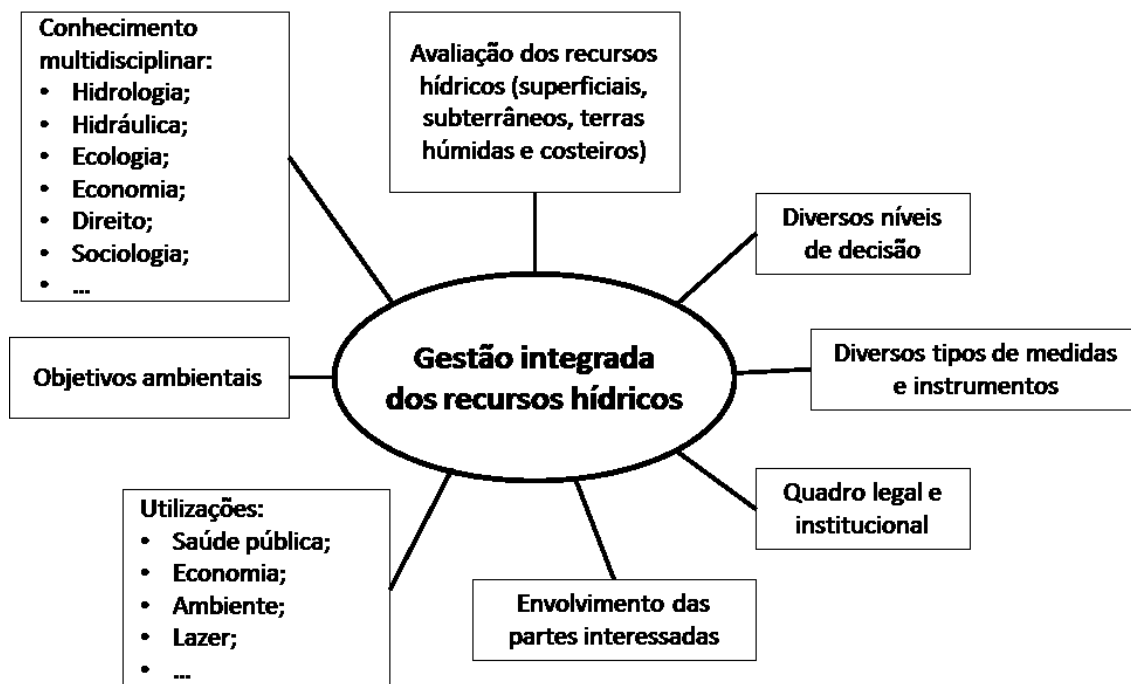 Conhecimento
multidisciplinar:
• Hidrologia;
• Hidráulica;
• Ecologia;
• Economia;
• Direito;
• Sociologia;
• ...
Avaliação dos recursos
hídricos (superficiais,
subterrâneos, terras
húmidas e costeiros)
Diversos níveis
de decisão
Objetivos ambientais
Gestão integrada
dos recursos hídricos
Diversos tipos de medidas
e instrumentos
Quadro legal e
institucional
Utilizações:
• Saúde pública;
• Economia;
• Ambiente;
• Lazer;
• ...
Envolvimento das
partes interessadas